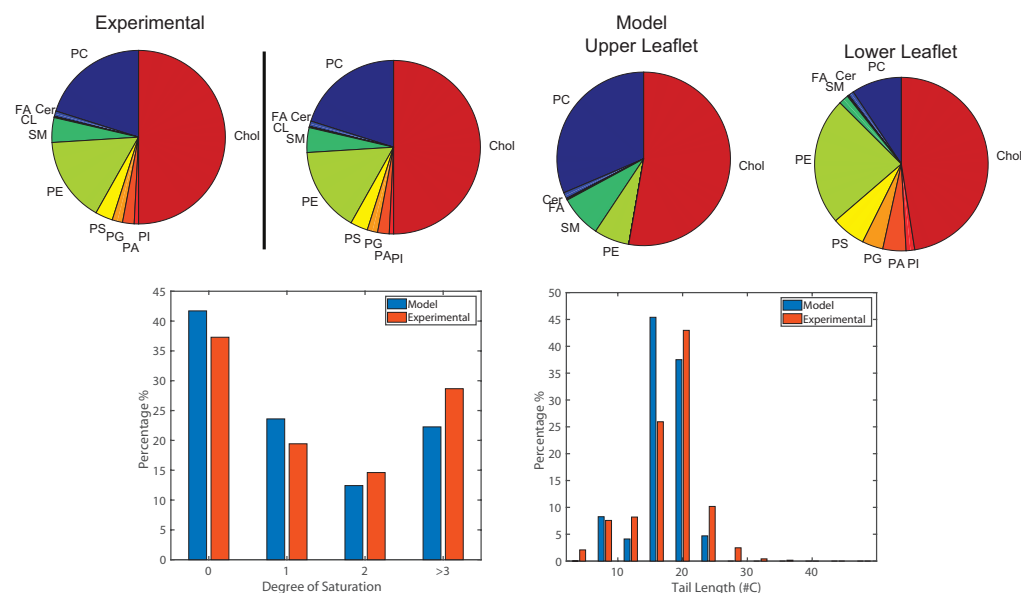 Experimental
Model
Upper Leaflet
Lower Leaflet
PC
FA Cer
CL
SM
PE
PS
PG
PA
PI
Chol
PC
FA Cer
CL
SM
PE
PS
PG
PA
PI
Chol
PC
Cer
FA
SM
PE
Chol
PC
Cer
FA
SM
PE
PS
PG
PA
PI
Chol
45
40
35
30
25
20
15
10
5
0
Percentage %
Model
Experimental
0
1
2
>3
Degree of Saturation
50
45
40
35
30
25
20
15
10
5
0
Percentage %
Model
Experimental
10
20
30
40
Tail Length (#C)